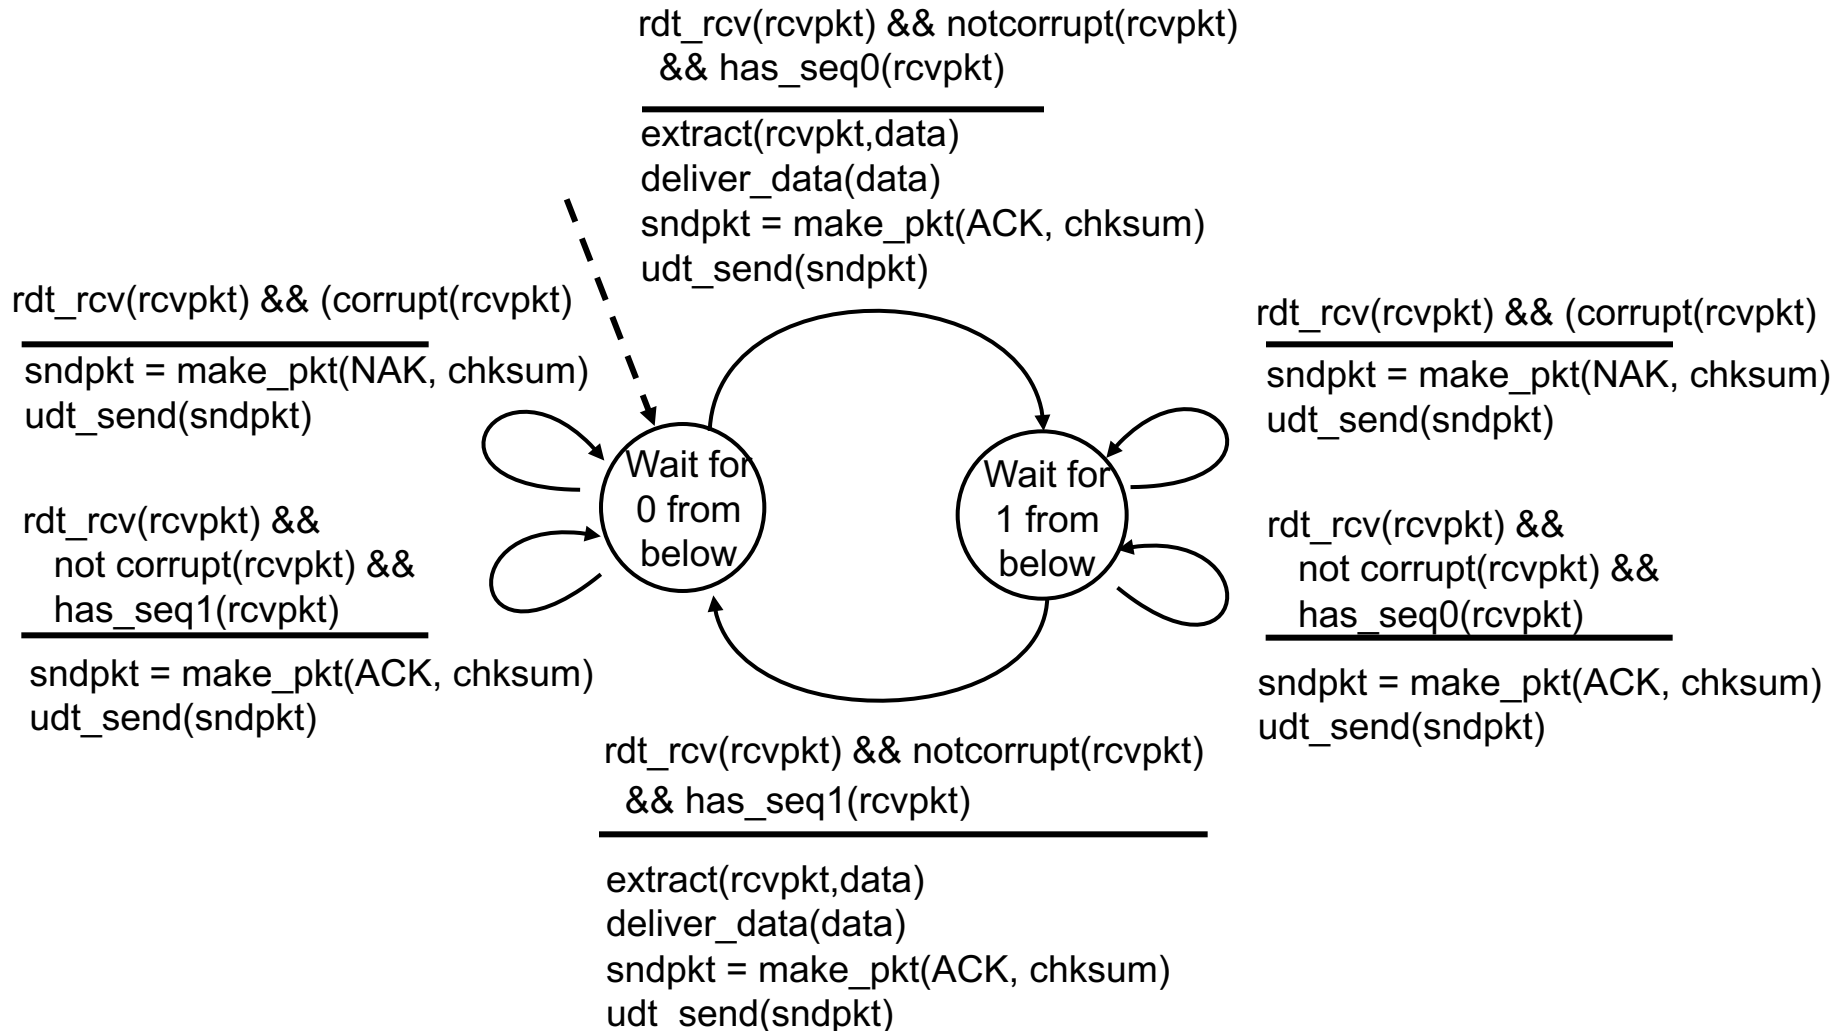 rdt_rcv(rcvpkt) && notcorrupt(rcvpkt)
&& has_seq0(rcvpkt)
extract(rcvpkt,data)
deliver_data(data)
sndpkt = make_pkt(ACK, chksum)
udt_send(sndpkt)
rdt_rcv(rcvpkt) && (corrupt(rcvpkt)
sndpkt = make_pkt(NAK, chksum)
udt_send(sndpkt)
rdt_rcv(rcvpkt) &&
not corrupt(rcvpkt) &&
has_seq1(rcvpkt)
sndpkt = make_pkt(ACK, chksum)
udt_send(sndpkt)
Wait for
0 from
below
Wait for
1 from
below
rdt_rcv(rcvpkt) && (corrupt(rcvpkt)
sndpkt = make_pkt(NAK, chksum)
udt_send(sndpkt)
rdt_rcv(rcvpkt) &&
not corrupt(rcvpkt) &&
has_seq0(rcvpkt)
sndpkt = make_pkt(ACK, chksum)
udt_send(sndpkt)
rdt_rcv(rcvpkt) && notcorrupt(rcvpkt)
&& has_seq1(rcvpkt)
extract(rcvpkt,data)
deliver_data(data)
sndpkt = make_pkt(ACK, chksum)
udt_send(sndpkt)